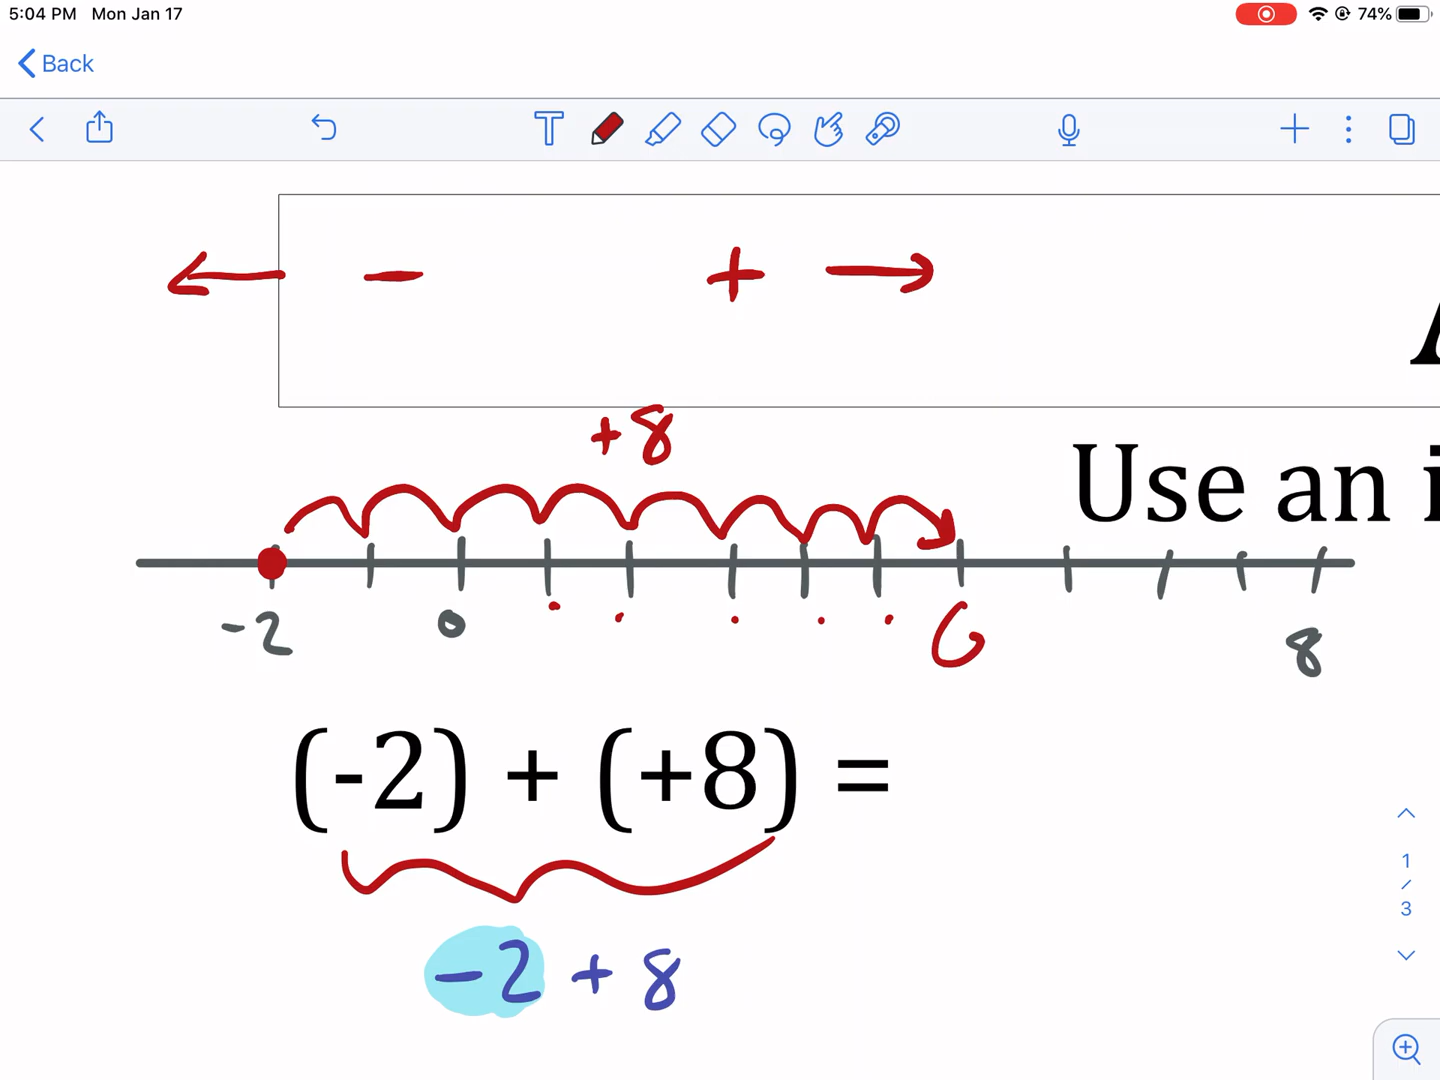 5:04 PM Mon Jan 17 74%
Back
T
← − + →
+8
Use an i
-2 0 6 8
(-2) + (+8) =
-2 + 8
1
/
3